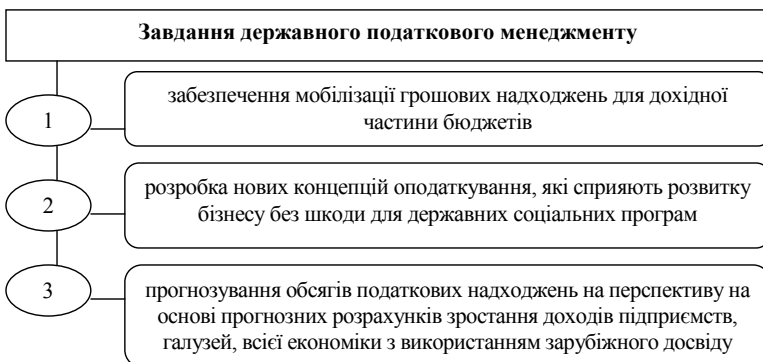 Завдання державного податкового менеджменту
1
забезпечення мобілізації грошових надходжень для дохідної
частини бюджетів
2
розробка нових концепцій оподаткування, які сприяють розвитку
бізнесу без шкоди для державних соціальних програм
3
прогнозування обсягів податкових надходжень на перспективу на
основі прогнозних розрахунків зростання доходів підприємств,
галузей, всієї економіки з використанням зарубіжного досвіду